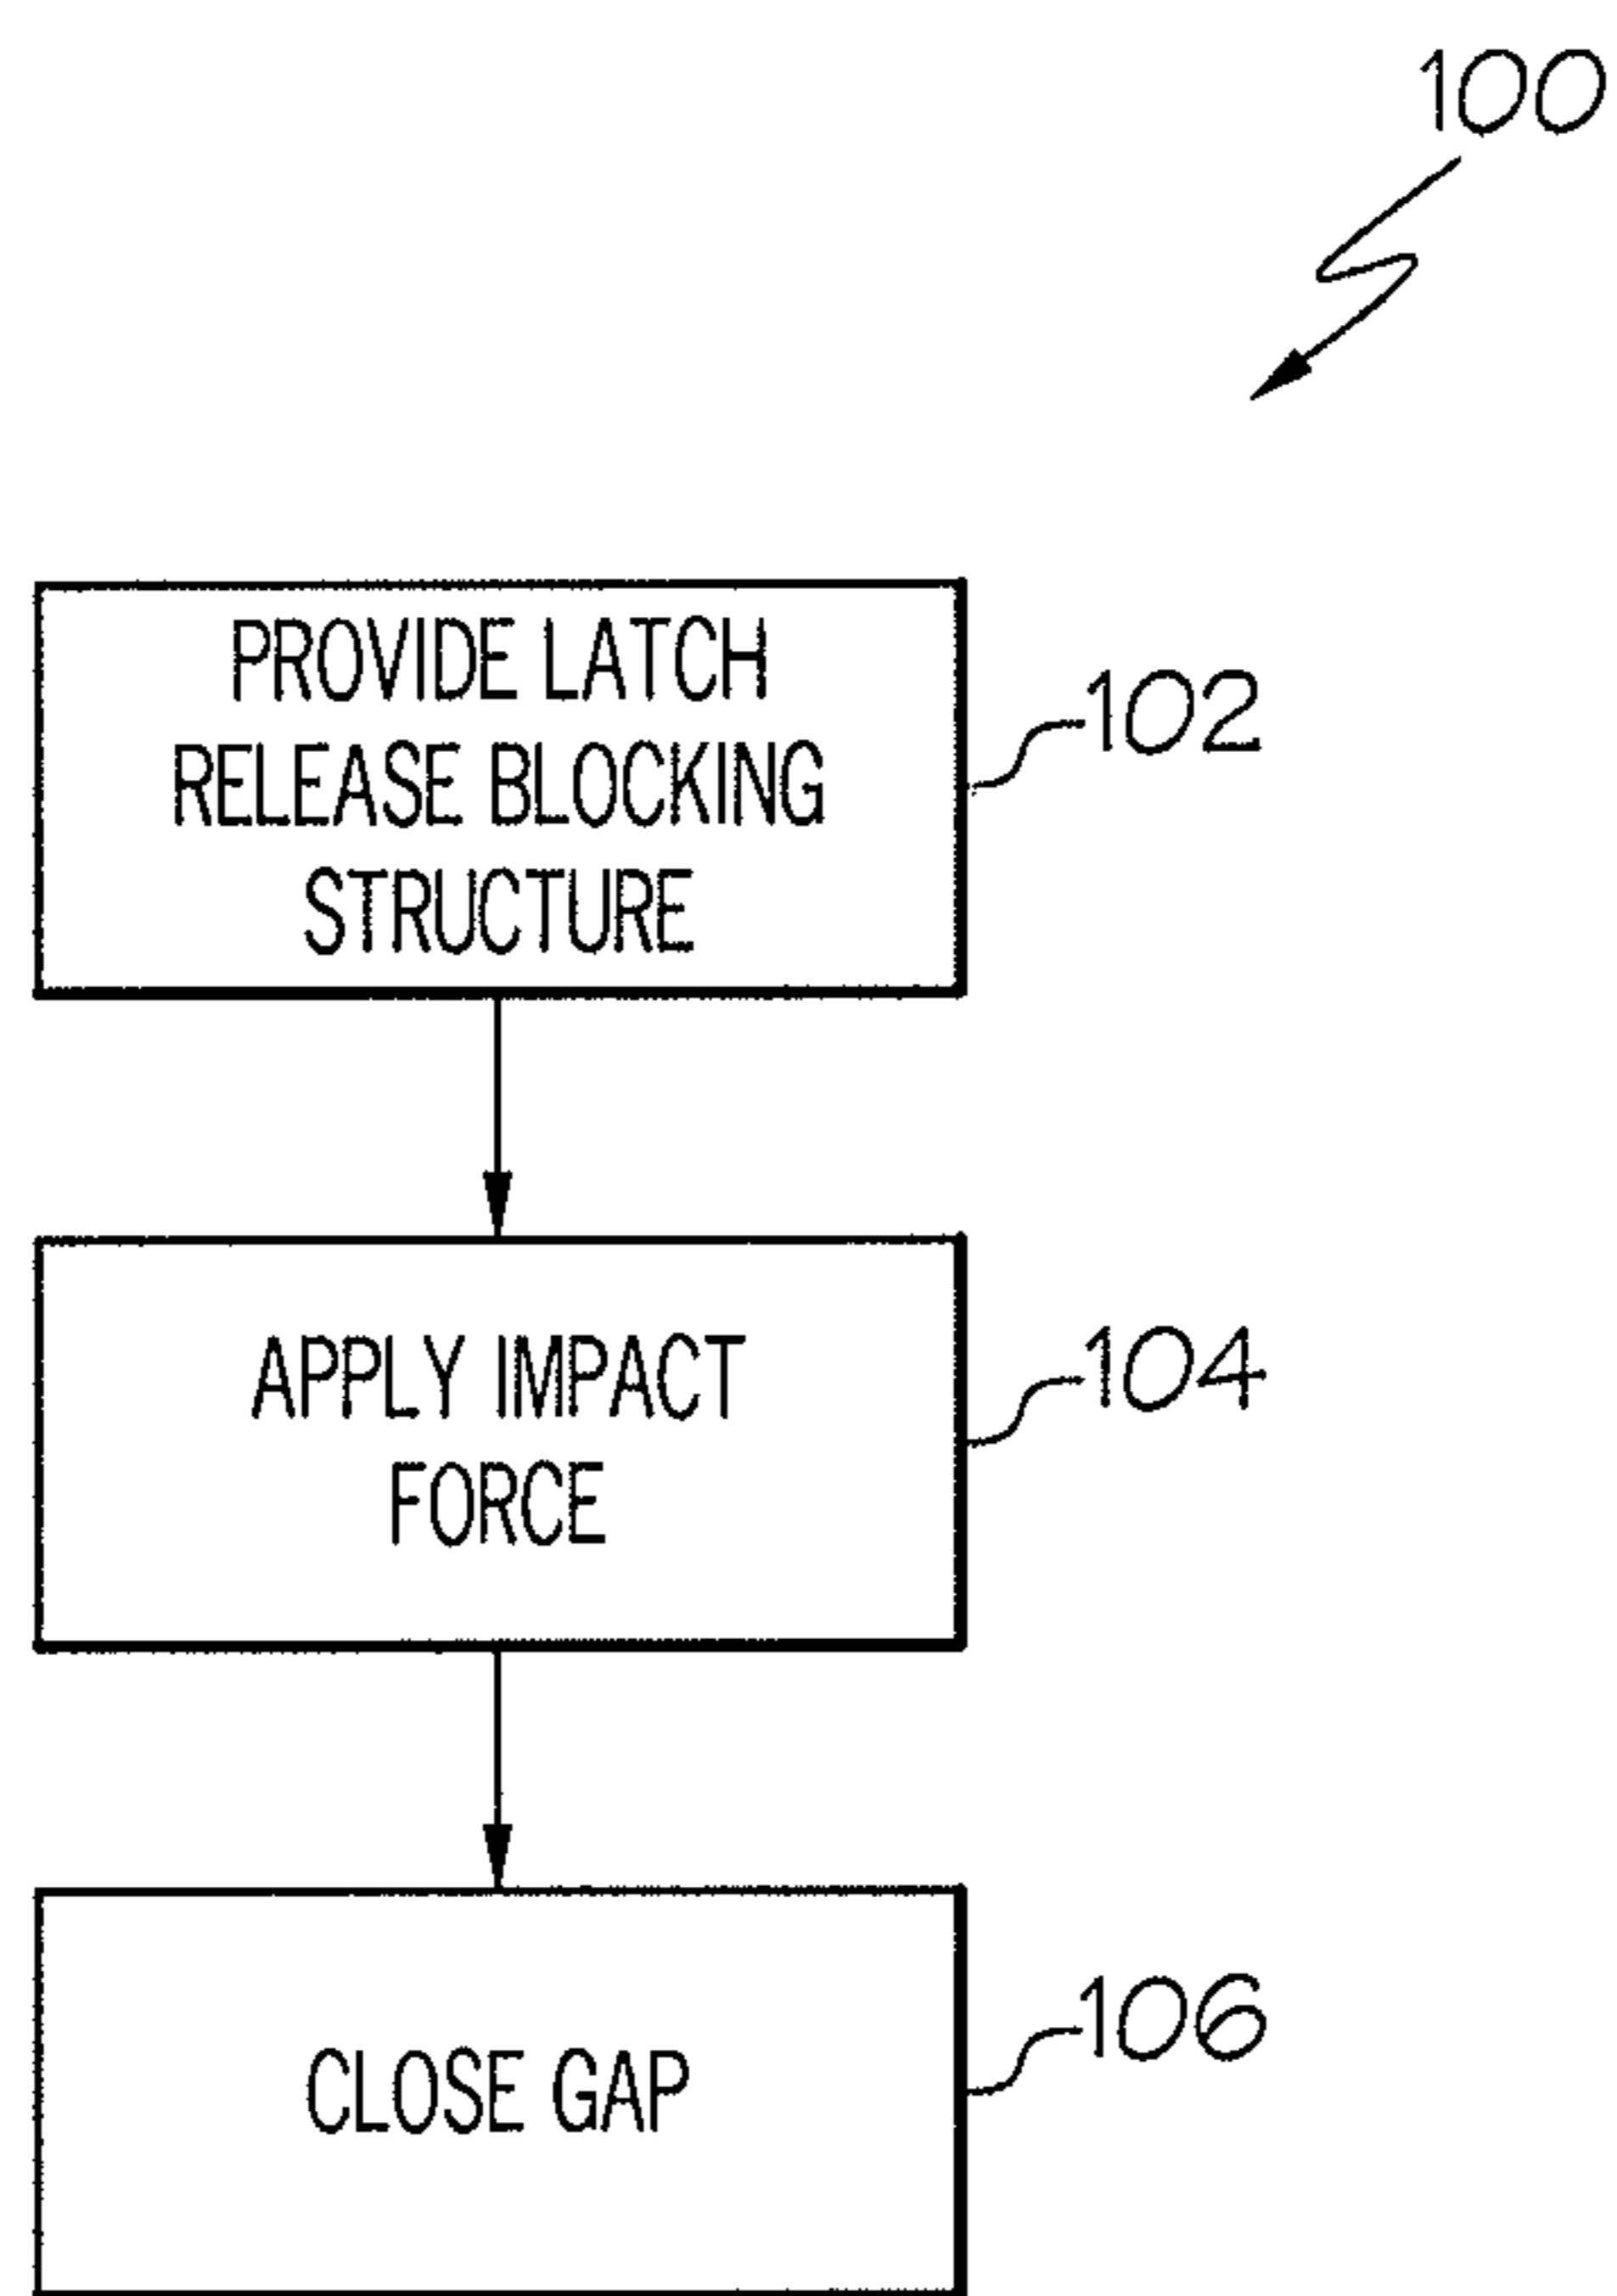 100
PROVIDE LATCH
RELEASE BLOCKING
STRUCTURE
102
APPLY IMPACT
FORCE
104
CLOSE GAP
106